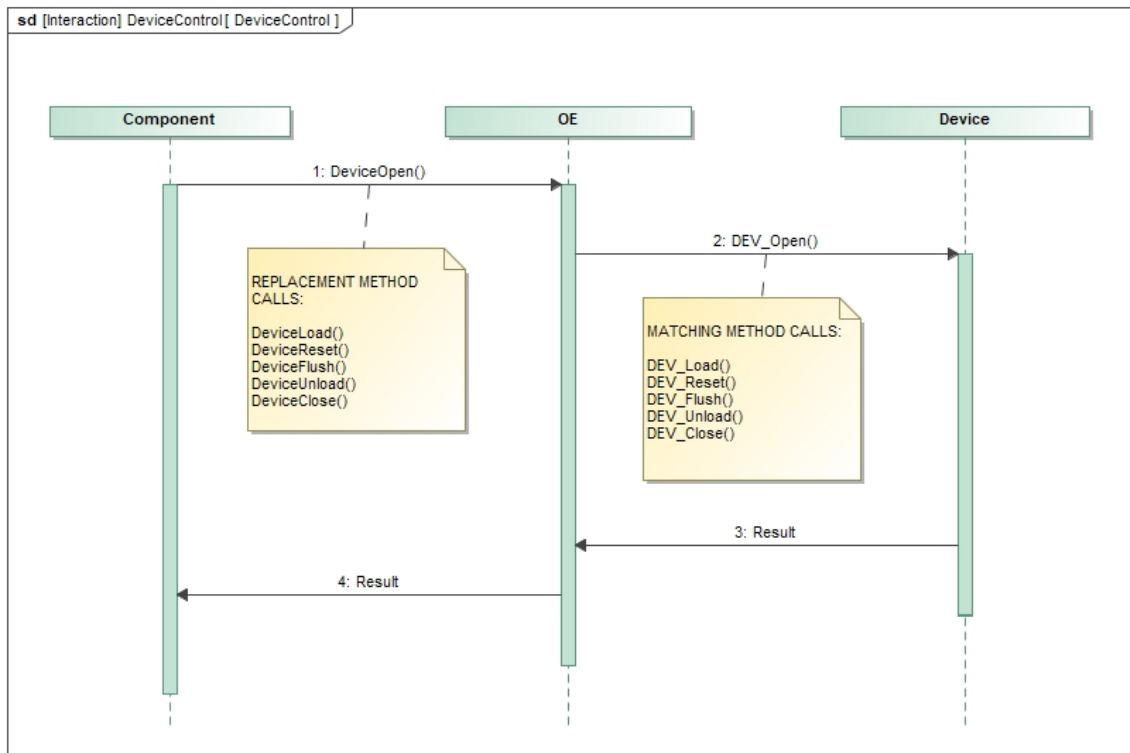 sd [Interaction] DeviceControl[ DeviceControl ]
Component
OE
Device
1: DeviceOpen()
2: DEV_Open()
REPLACEMENT METHOD
CALLS:
DeviceLoad()
DeviceReset()
DeviceFlush()
DeviceUnload()
DeviceClose()
MATCHING METHOD CALLS:
DEV_Load()
DEV_Reset()
DEV_Flush()
DEV_Unload()
DEV_Close()
3: Result
4: Result